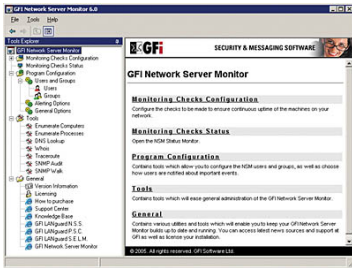 GFI Network Server Monitor 6.0
File Tools Help
Tools Explorer
GFI Network Server Monitor
Monitoring Checks Configuration
Monitoring Checks Status
Program Configuration
Users and Groups
Users
Groups
Alerting Options
General Options
Tools
Enumerate Computers
Enumerate Processes
DNS Lookup
Whois
Traceroute
SNMP Audit
SNMP Walk
General
Version Information
Licensing
How to purchase
Support Center
Knowledge Base
GFI LANguard N.S.S.
GFI LANguard P.S.C.
GFI LANguard S.E.L.M.
GFI Network Server Monitor
GFi
SECURITY & MESSAGING SOFTWARE
GFI Network Server Monitor
Monitoring Checks Configuration
Configure the checks to be made to ensure continuous uptime of the machines on your
network.
Monitoring Checks Status
Open the NSM Status Monitor.
Program Configuration
Contains tools which allow you to configure the NSM users and groups, as well as choose
how users are notified about important events.
Tools
Contains tools which will ease general administration of the GFI Network Server Monitor.
General
Contains various utilities and tools which will enable you to keep your GFI Network Server
Monitor builds up to date and running. You can access latest news sources and support at
GFI as well as license your installation.
© 2005. All rights reserved. GFI Software Ltd.